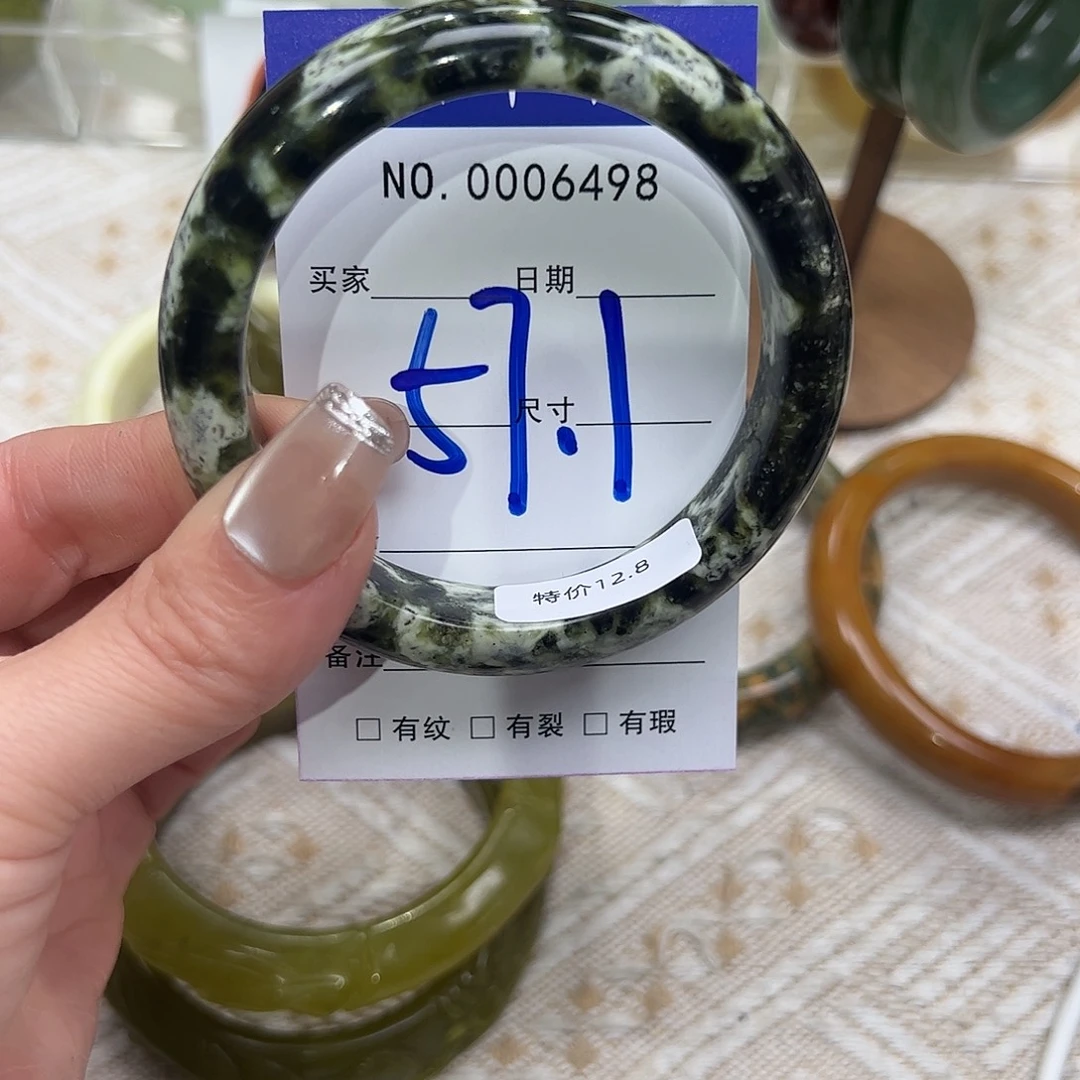 NO.0006498
买家 日期
57.1
尺寸
特价12.8
备注
□ 有纹 □ 有裂 □ 有瑕